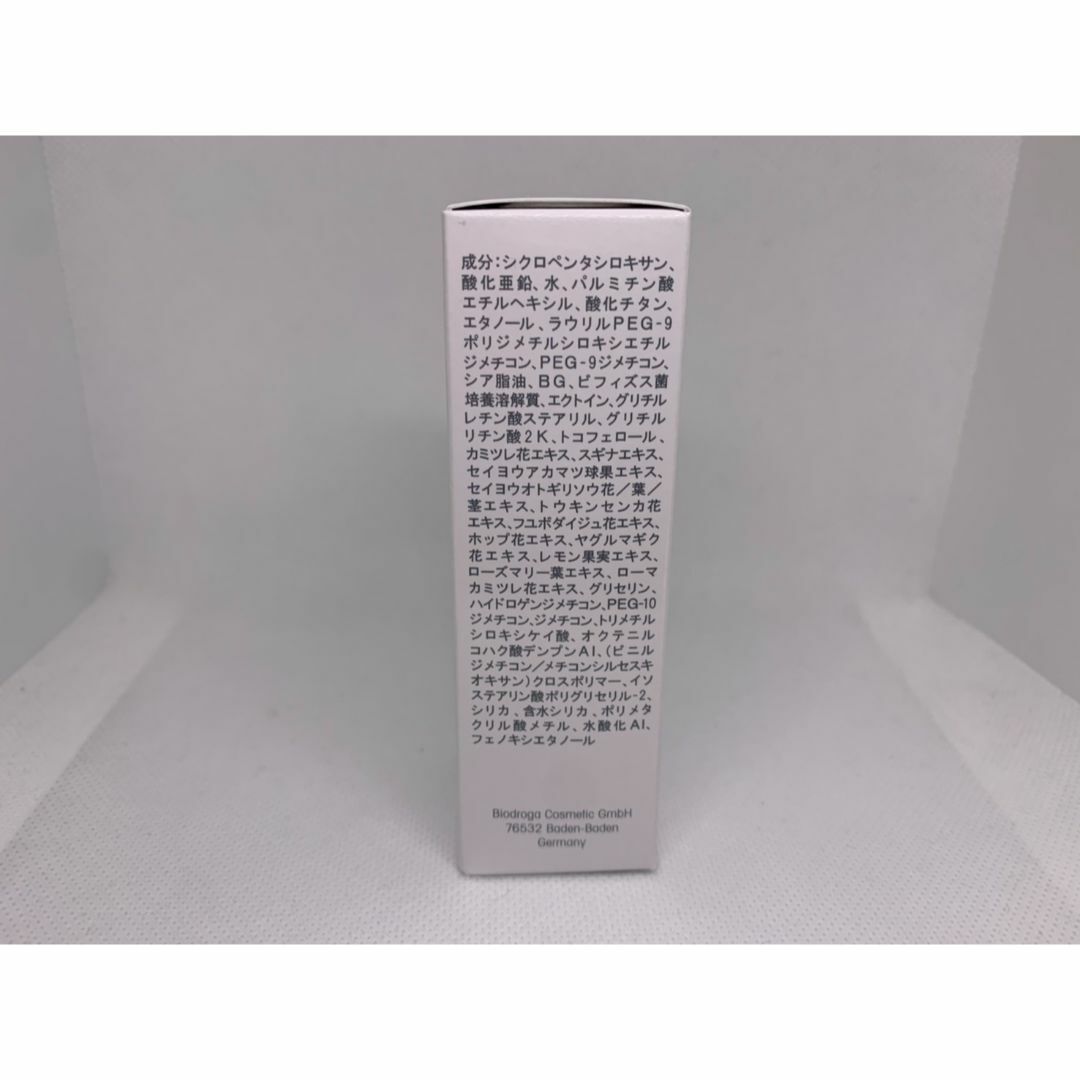 成分:シクロペンタシロキサン、
酸化亜鉛、水、パルミチン酸
エチルヘキシル、酸化チタン、
エタノール、ラウリルPEG-9
ポリジメチルシロキシエチル
ジメチコン、PEG-9ジメチコン、
シア脂油、BG、ビフィズス菌
培養溶解質、エクトイン、グリチル
レチン酸ステアリル、グリチル
リチン酸2K、トコフェロール、
カミツレ花エキス、スギナエキス、
セイヨウアカマツ球果エキス、
セイヨウオトギリソウ花/葉/
茎エキス、トウキンセンカ花
エキス、フユボダイジュ花エキス、
ホップ花エキス、ヤグルマギク
花エキス、レモン果実エキス、
ローズマリー葉エキス、ローマ
カミツレ花エキス、グリセリン、
ハイドロゲンジメチコン、PEG-10
ジメチコン、ジメチコン、トリメチル
シロキシケイ酸、オクテニル
コハク酸デンプンAl、(ビニル
ジメチコン/メチコンシルセスキ
オキサン)クロスポリマー、イソ
ステアリン酸ポリグリセリル-2、
シリカ、含水シリカ、ポリメタ
クリル酸メチル、水酸化Al、
フェノキシエタノール
Biodroga Cosmetic GmbH
76532 Baden-Baden
Germany